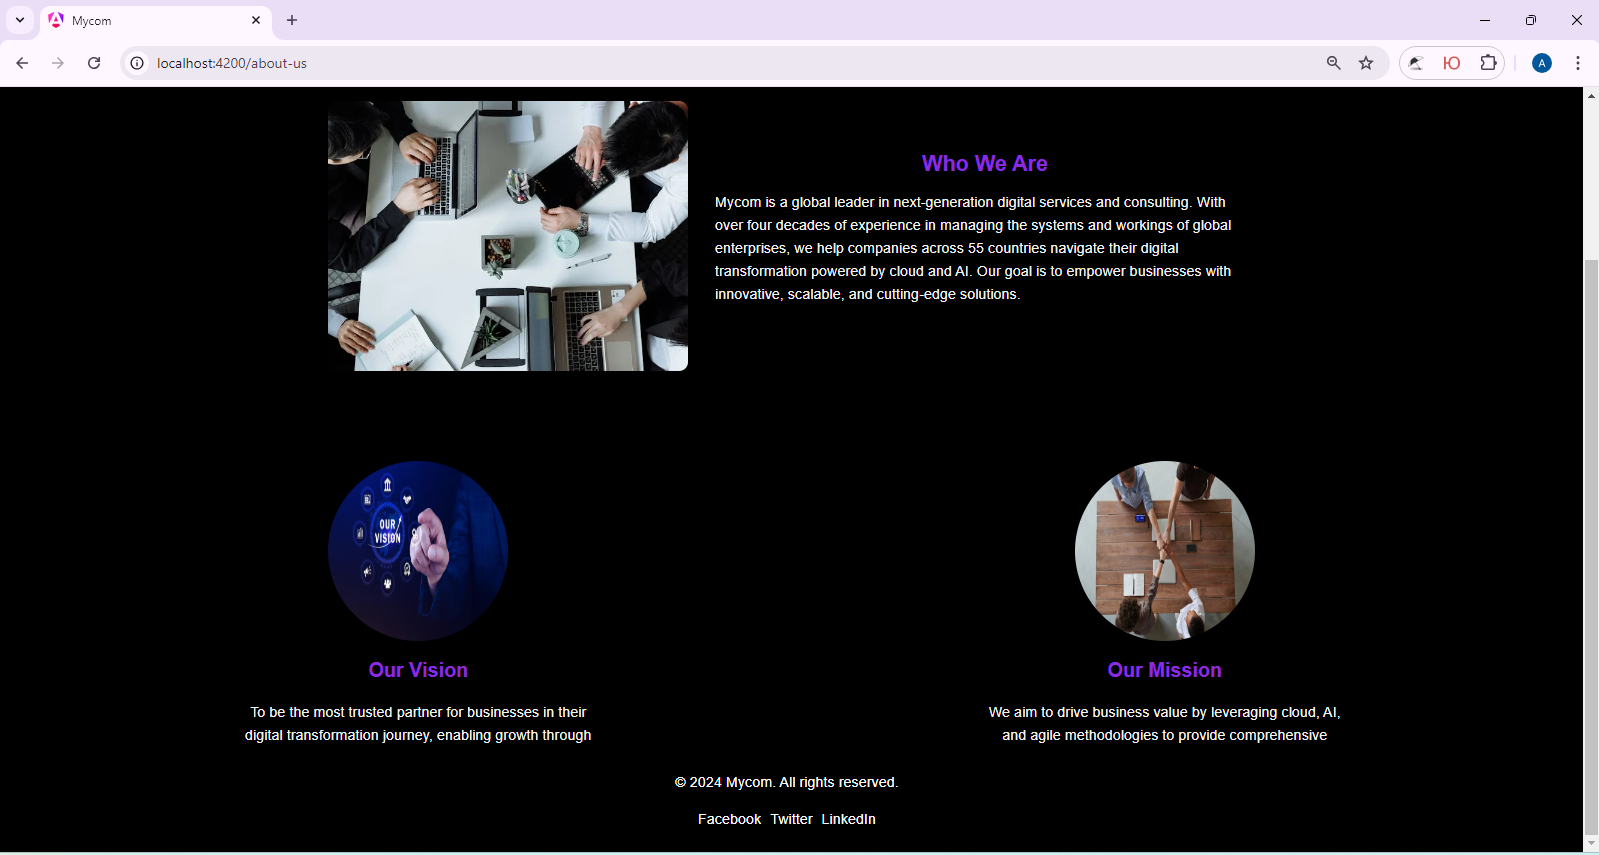 Mycom
localhost:4200/about-us
A
Who We Are
Mycom is a global leader in next-generation digital services and consulting. With
over four decades of experience in managing the systems and workings of global
enterprises, we help companies across 55 countries navigate their digital
transformation powered by cloud and AI. Our goal is to empower businesses with
innovative, scalable, and cutting-edge solutions.
OUR
VISION
Our Vision
To be the most trusted partner for businesses in their
digital transformation journey, enabling growth through
Our Mission
We aim to drive business value by leveraging cloud, AI,
and agile methodologies to provide comprehensive
© 2024 Mycom. All rights reserved.
Facebook Twitter LinkedIn